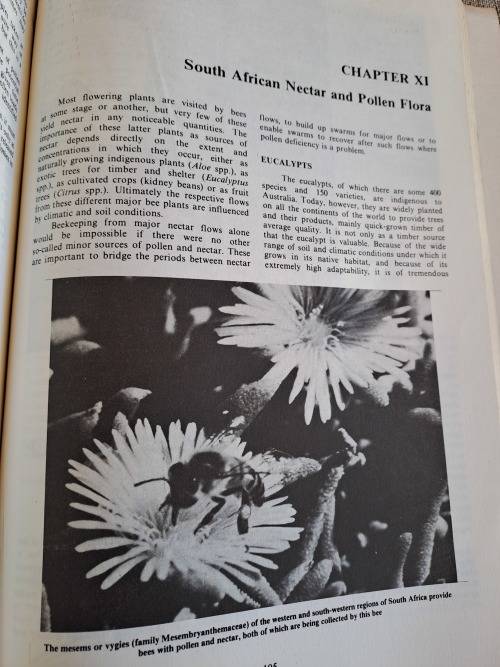 CHAPTER XI
South African Nectar and Pollen Flora
Most flowering plants are visited by bees
at some stage or another, but very few of these
yield nectar in any noticeable quantities. The
importance of these latter plants as sources of
nectar depends directly on the extent and
concentrations in which they occur, either as
naturally growing indigenous plants (Aloe spp.), as
exotic trees for timber and shelter (Eucalyptus
spp.), as cultivated crops (kidney beans) or as fruit
trees (Citrus spp.). Ultimately the respective flows
from these different major bee plants are influenced
by climatic and soil conditions.
Beekeeping from major nectar flows alone
would be impossible if there were no other
so-called minor sources of pollen and nectar. These
are important to bridge the periods between nectar
flows, to build up swarms for major flows or to
enable swarms to recover after such flows where
pollen deficiency is a problem.
EUCALYPTS
The eucalypts, of which there are some 400
species and 150 varieties, are indigenous to
Australia. Today, however, they are widely planted
on all the continents of the world to provide trees
and their products, mainly quick-grown timber of
average quality. It is not only as a timber source
that the eucalypt is valuable. Because of the wide
range of soil and climatic conditions under which it
grows in its native habitat, and because of its
extremely high adaptability, it is of tremendous
The mesems or vygies (family Mesembryanthemaceae) of the western and south-western regions of South Africa provide
bees with pollen and nectar, both of which are being collected by this bee